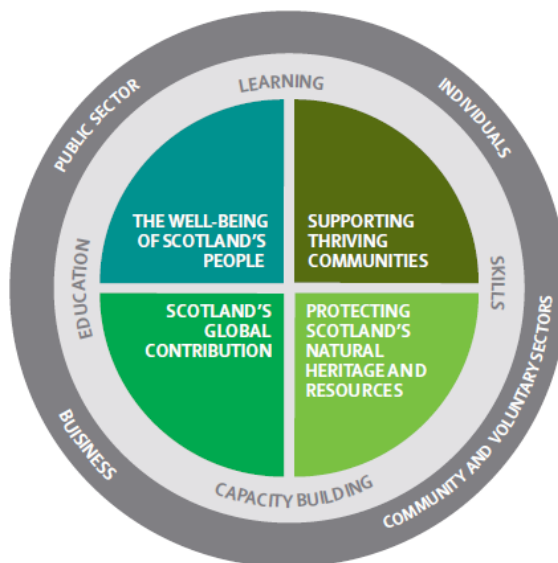 PUBLIC SECTOR
INDIVIDUALS
LEARNING
THE WELL-BEING
OF SCOTLAND'S
PEOPLE
SUPPORTING
THRIVING
COMMUNITIES
EDUCATION
SKILLS
SCOTLAND'S
GLOBAL
CONTRIBUTION
PROTECTING
SCOTLAND'S
NATURAL
HERITAGE AND
RESOURCES
CAPACITY BUILDING
BUISINESS
COMMUNITY AND VOLUNTARY SECTORS